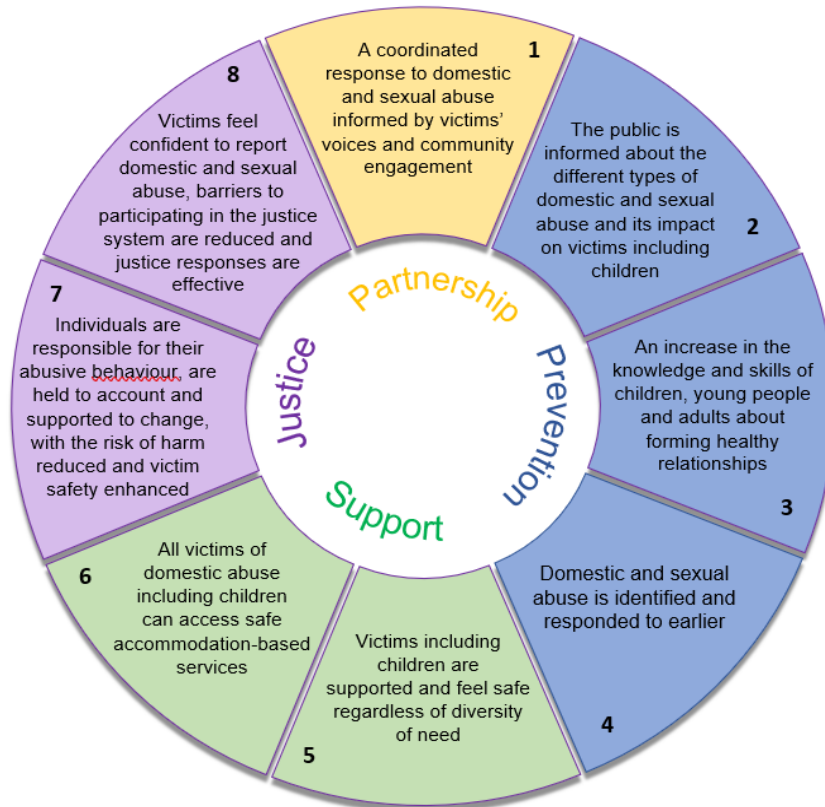 1
A coordinated
response to domestic
and sexual abuse
informed by victims'
voices and community
engagement
2
The public is
informed about the
different types of
domestic and sexual
abuse and its impact
on victims including
children
3
An increase in the
knowledge and skills of
children, young people
and adults about
forming healthy
relationships
4
Domestic and sexual
abuse is identified and
responded to earlier
5
Victims including
children are
supported and feel safe
regardless of diversity
of need
6
All victims of
domestic abuse
including children
can access safe
accommodation-based
services
7
Individuals are
responsible for their
abusive behaviour, are
held to account and
supported to change,
with the risk of harm
reduced and victim
safety enhanced
8
Victims feel
confident to report
domestic and sexual
abuse, barriers to
participating in the
justice system are
reduced and
justice responses are
effective
Partnership
Prevention
Support
Justice